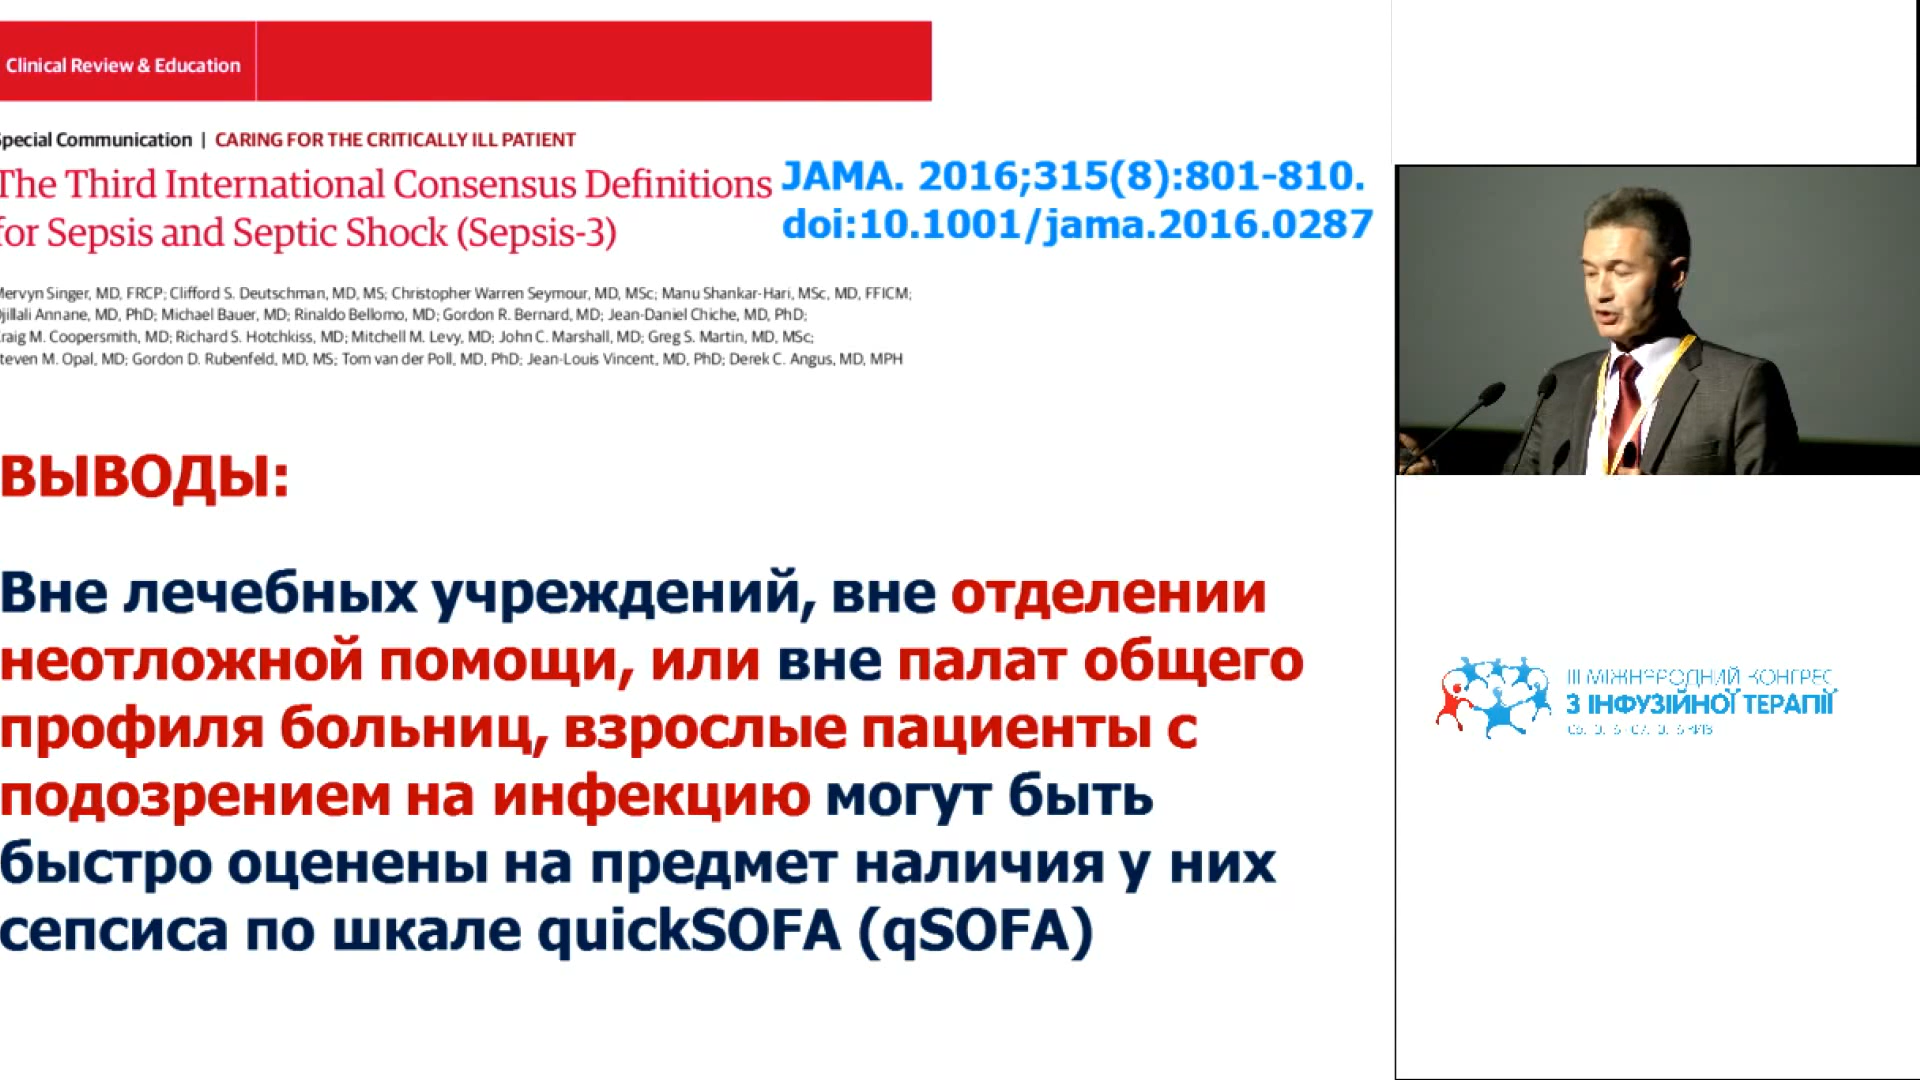 Clinical Review & Education
Special Communication | CARING FOR THE CRITICALLY ILL PATIENT
The Third International Consensus Definitions
for Sepsis and Septic Shock (Sepsis-3)
JAMA. 2016;315(8):801-810.
doi:10.1001/jama.2016.0287
Mervyn Singer, MD, FRCP; Clifford S. Deutschman, MD, MS; Christopher Warren Seymour, MD, MSc; Manu Shankar-Hari, MSc, MD, FFICM;
Djillali Annane, MD, PhD; Michael Bauer, MD; Rinaldo Bellomo, MD; Gordon R. Bernard, MD; Jean-Daniel Chiche, MD, PhD;
Craig M. Coopersmith, MD; Richard S. Hotchkiss, MD; Mitchell M. Levy, MD; John C. Marshall, MD; Greg S. Martin, MD, MSc;
Steven M. Opal, MD; Gordon D. Rubenfeld, MD, MS; Tom van der Poll, MD, PhD; Jean-Louis Vincent, MD, PhD; Derek C. Angus, MD, MPH
ВЫВОДЫ:
Вне лечебных учреждений, вне отделении
неотложной помощи, или вне палат общего
профиля больниц, взрослые пациенты с
подозрением на инфекцию могут быть
быстро оценены на предмет наличия у них
сепсиса по шкале quickSOFA (qSOFA)
III МІЖНАРОДНИЙ КОНГРЕС
З ІНФУЗІЙНОЇ ТЕРАПІЇ